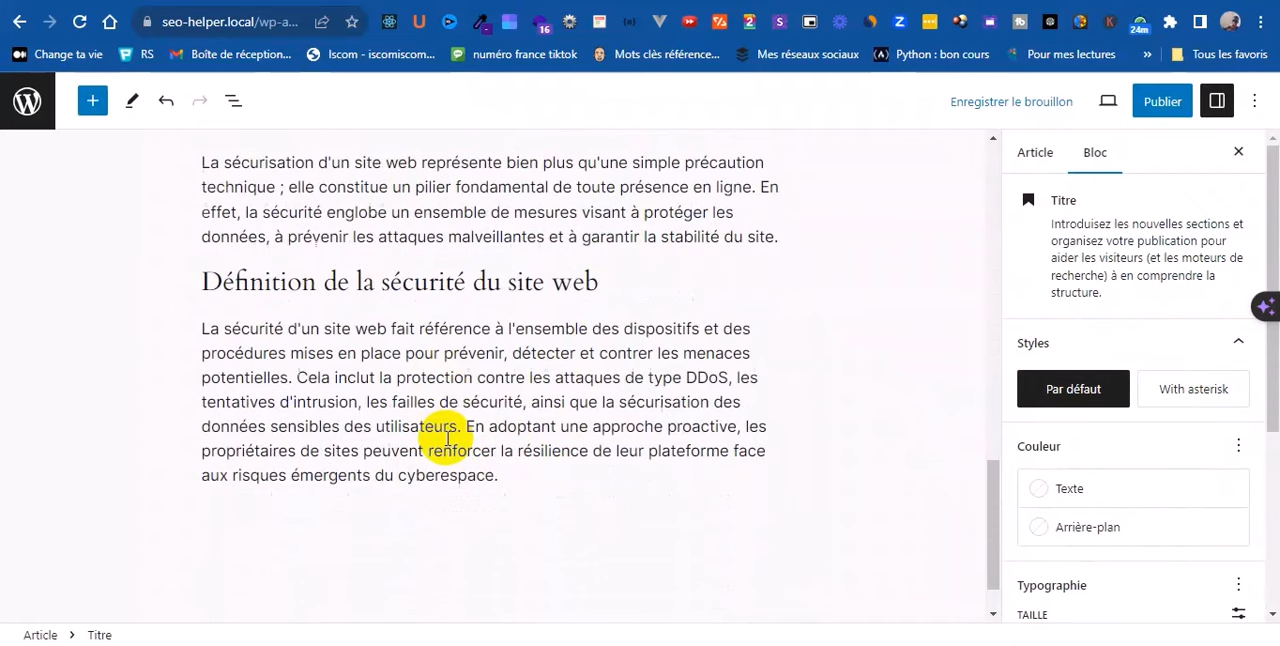 seo-helper.local/wp-a...
16
24m
Change ta vie
RS
Boîte de réception...
Iscom — iscomiscom...
numéro france tiktok
Mots clés référence...
Mes réseaux sociaux
Python : bon cours
Pour mes lectures
»
Tous les favoris
Enregistrer le brouillon
Publier
La sécurisation d'un site web représente bien plus qu'une simple précaution
technique ; elle constitue un pilier fondamental de toute présence en ligne. En
effet, la sécurité englobe un ensemble de mesures visant à protéger les
données, à prévenir les attaques malveillantes et à garantir la stabilité du site.
Définition de la sécurité du site web
La sécurité d'un site web fait référence à l'ensemble des dispositifs et des
procédures mises en place pour prévenir, détecter et contrer les menaces
potentielles. Cela inclut la protection contre les attaques de type DDoS, les
tentatives d'intrusion, les failles de sécurité, ainsi que la sécurisation des
données sensibles des utilisateurs. En adoptant une approche proactive, les
propriétaires de sites peuvent renforcer la résilience de leur plateforme face
aux risques émergents du cyberespace.
Article
Bloc
Titre
Introduisez les nouvelles sections et
organisez votre publication pour
aider les visiteurs (et les moteurs de
recherche) à en comprendre la
structure.
Styles
Par défaut
With asterisk
Couleur
Texte
Arrière-plan
Typographie
TAILLE
Article > Titre